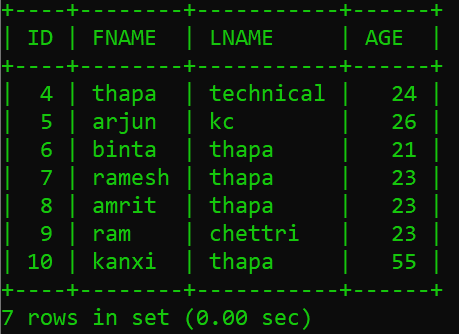 +----+--------+-----------+------+
| ID | FNAME  | LNAME     | AGE  |
+----+--------+-----------+------+
|  4 | thapa  | technical |   24 |
|  5 | arjun  | kc        |   26 |
|  6 | binta  | thapa     |   21 |
|  7 | ramesh | thapa     |   23 |
|  8 | amrit  | thapa     |   23 |
|  9 | ram    | chettri   |   23 |
| 10 | kanxi  | thapa     |   55 |
+----+--------+-----------+------+
7 rows in set (0.00 sec)